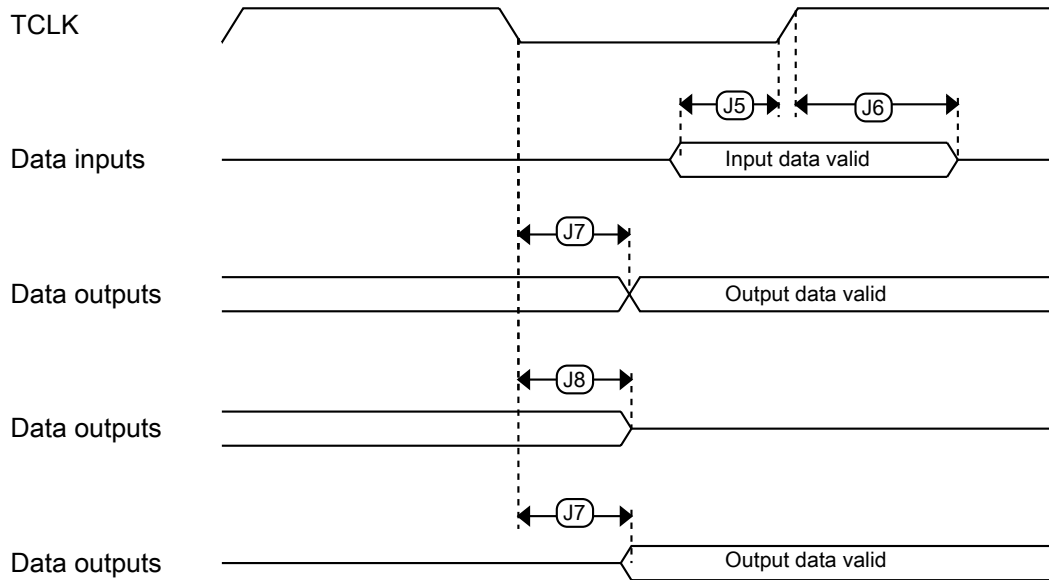 TCLK
J5
J6
Data inputs
Input data valid
J7
Data outputs
Output data valid
J8
Data outputs
J7
Data outputs
Output data valid